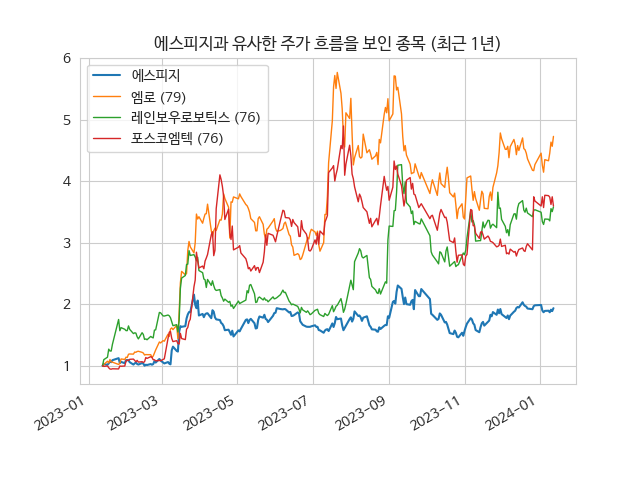 에스피지과 유사한 주가 흐름을 보인 종목 (최근 1년)
에스피지
엠로 (79)
레인보우로보틱스 (76)
포스코엠텍 (76)
6
5
4
3
2
1
2023-01
2023-03
2023-05
2023-07
2023-09
2023-11
2024-01